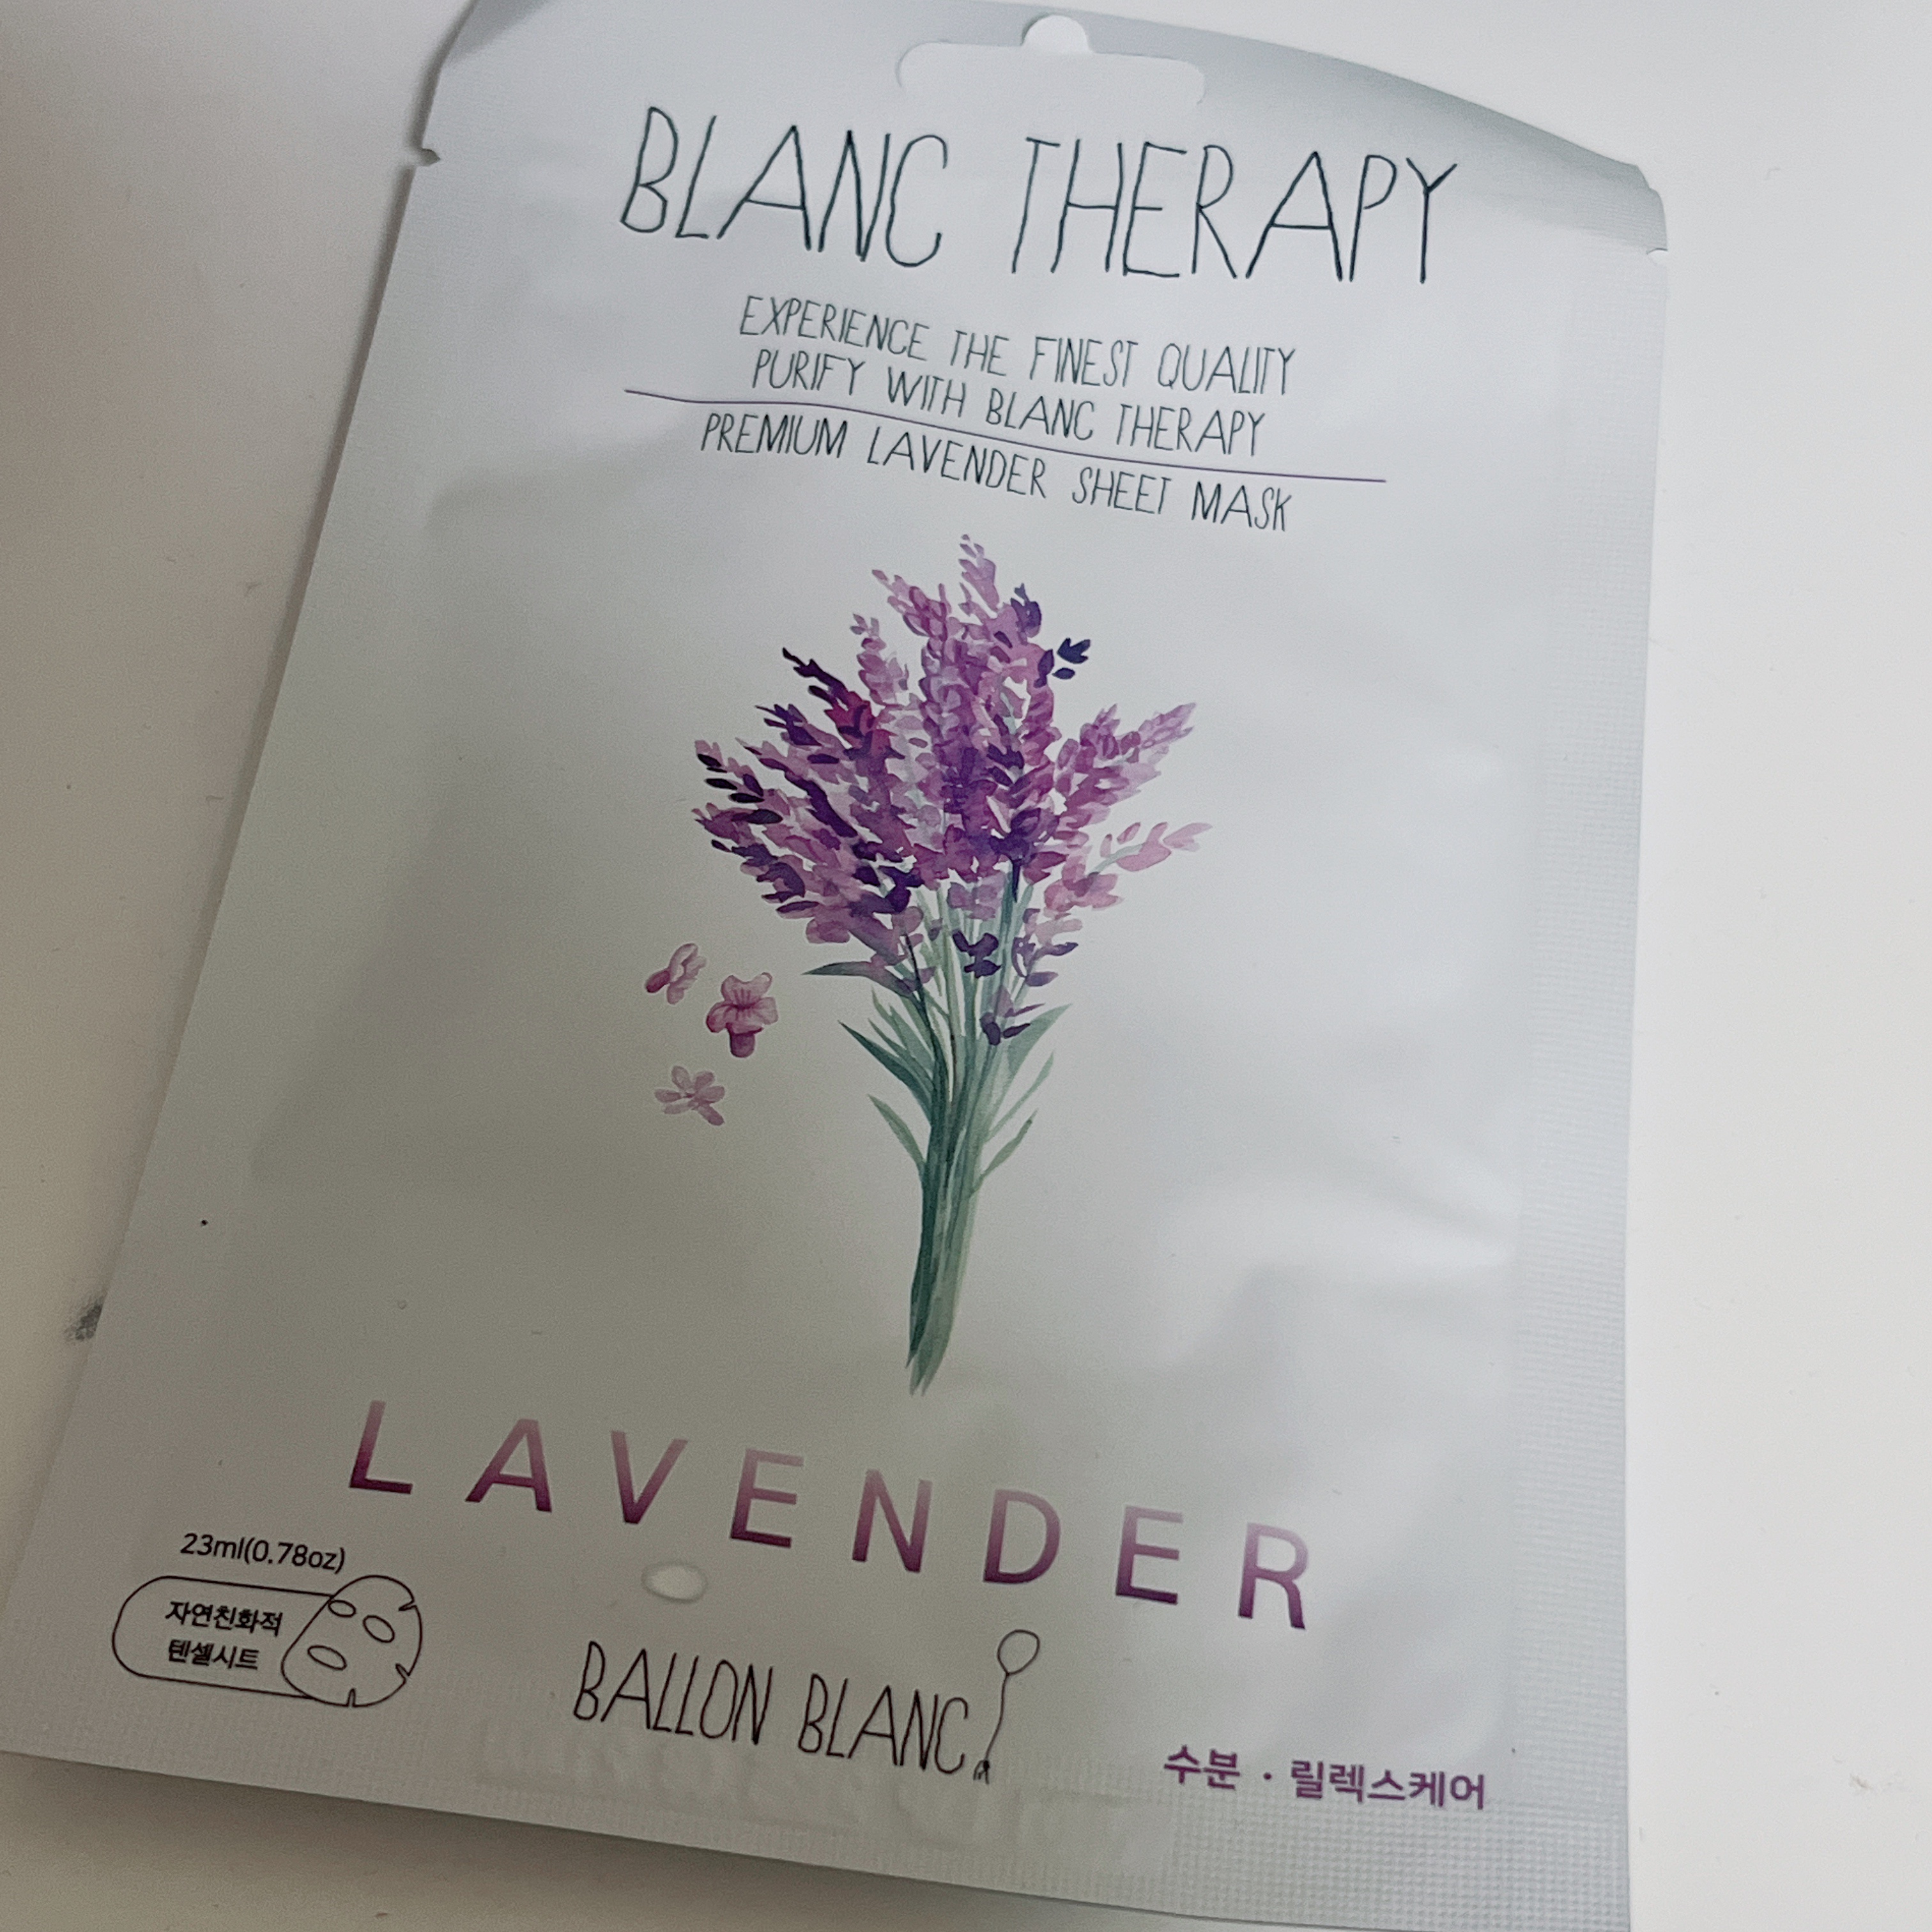 BLANC THERAPY
EXPERIENCE THE FINEST QUALITY
PURIFY WITH BLANC THERAPY
PREMIUM LAVENDER SHEET MASK
LAVENDER
23ml(0.78oz)
자연친화적
텐셀시트
BALLON BLANC
수분 · 릴렉스케어